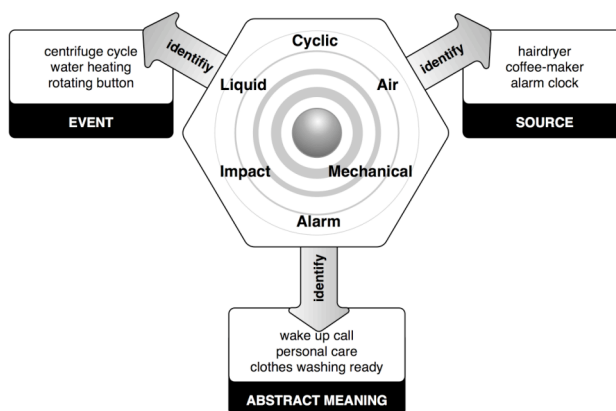 identifiy
centrifuge cycle
water heating
rotating button
EVENT
Cyclic
Liquid
Air
Impact
Mechanical
Alarm
identify
hairdryer
coffee-maker
alarm clock
SOURCE
identify
wake up call
personal care
clothes washing ready
ABSTRACT MEANING